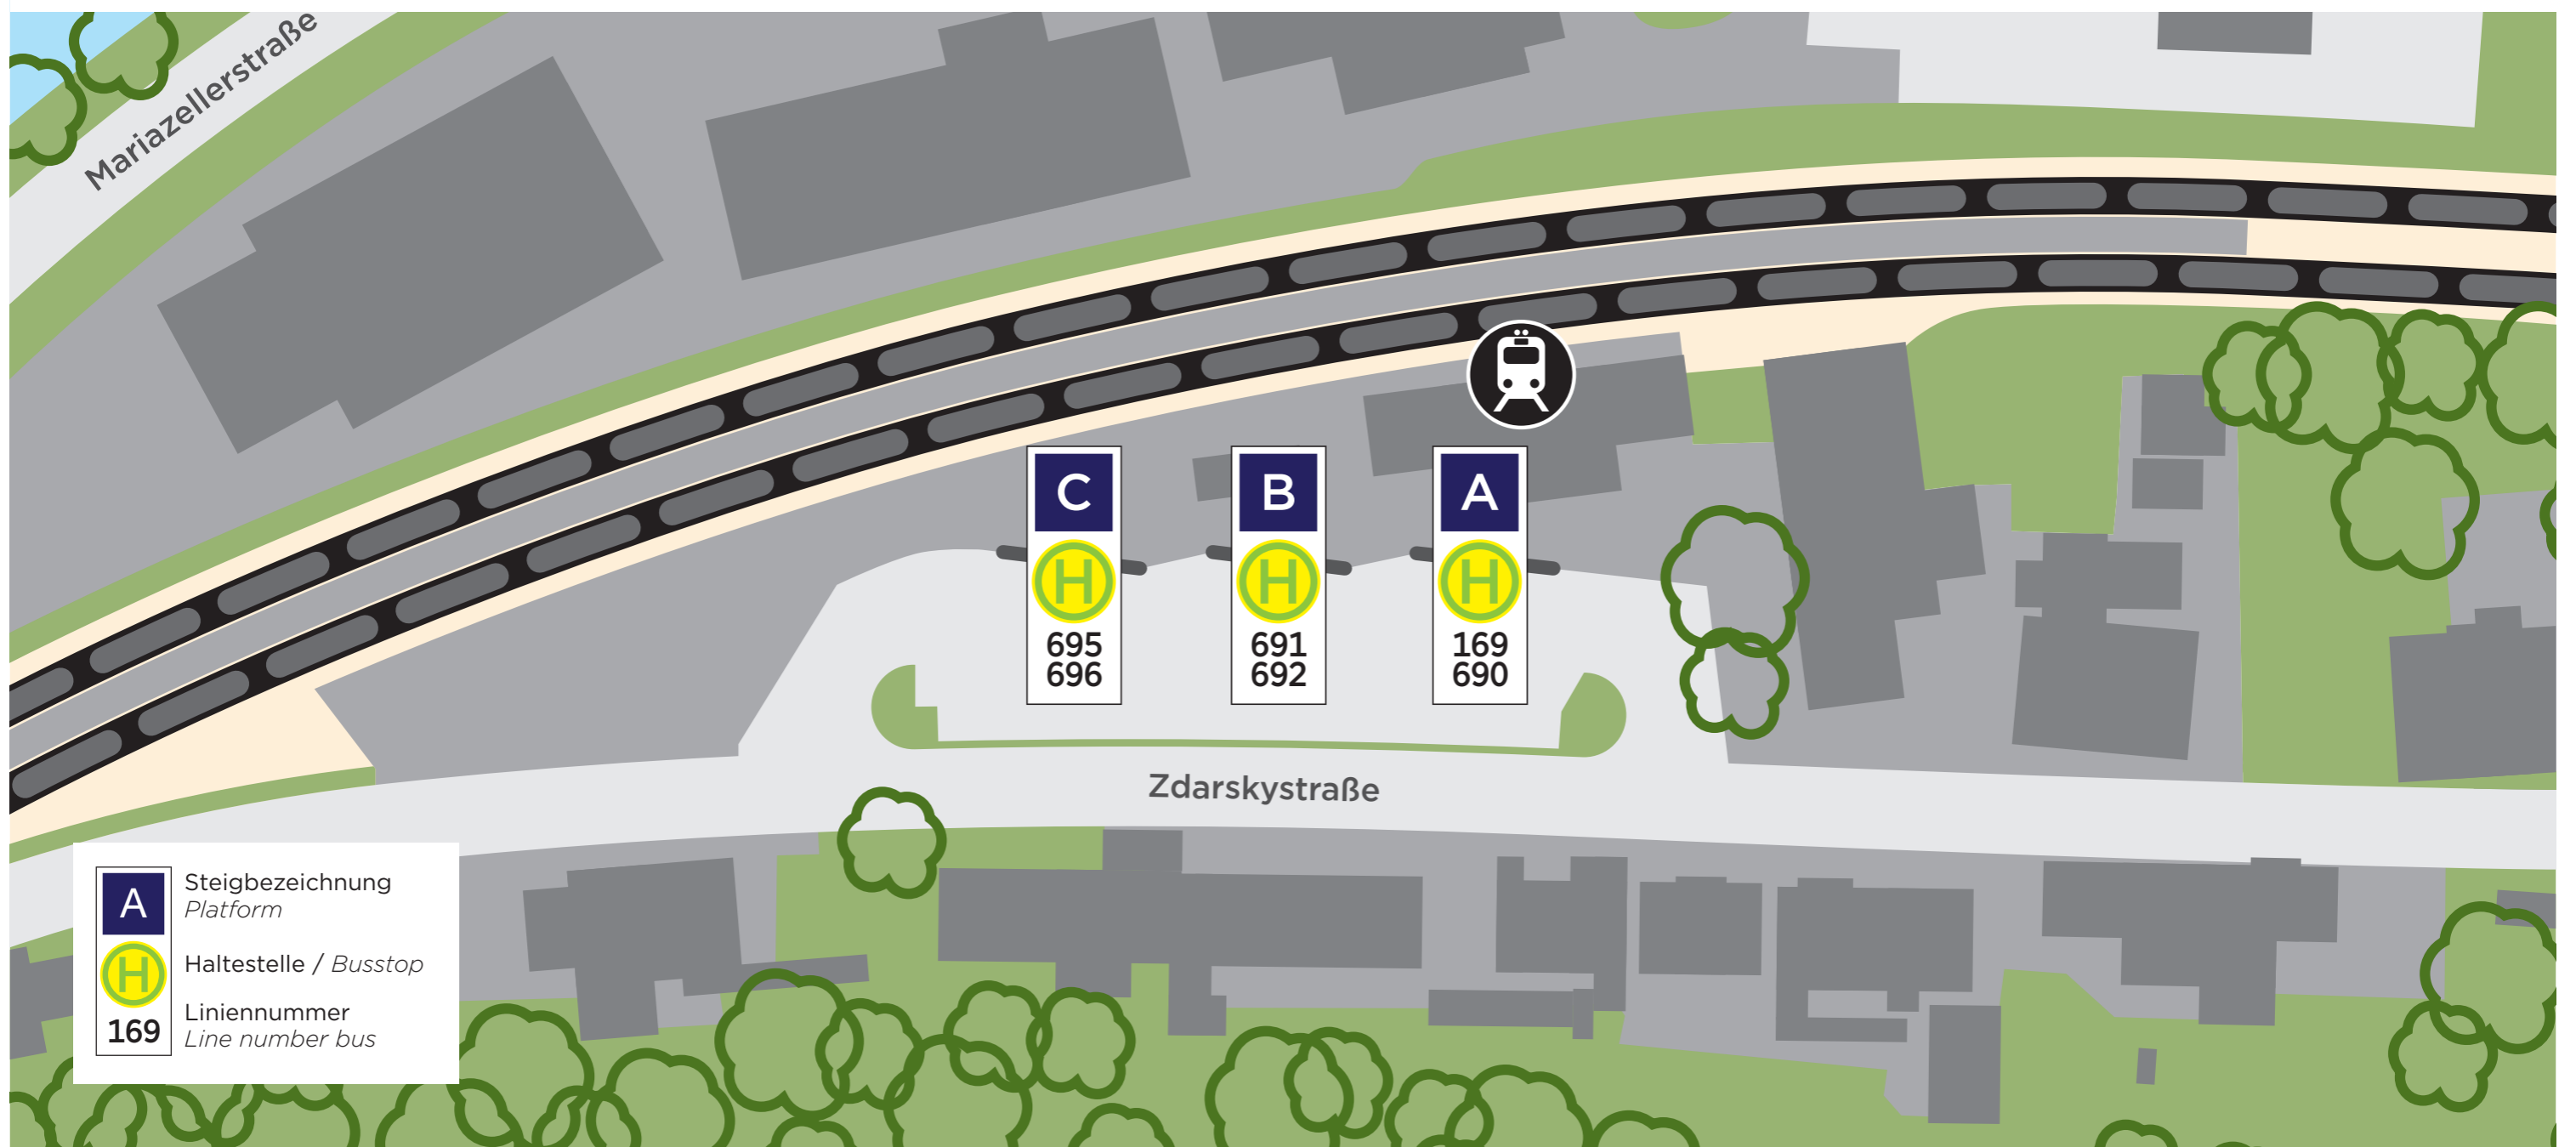 Mariazellerstraße
C
H
695
696
B
H
691
692
A
H
169
690
Zdarskystraße
A
Steigbezeichnung
Platform
H
Haltestelle / Busstop
169
Liniennummer
Line number bus